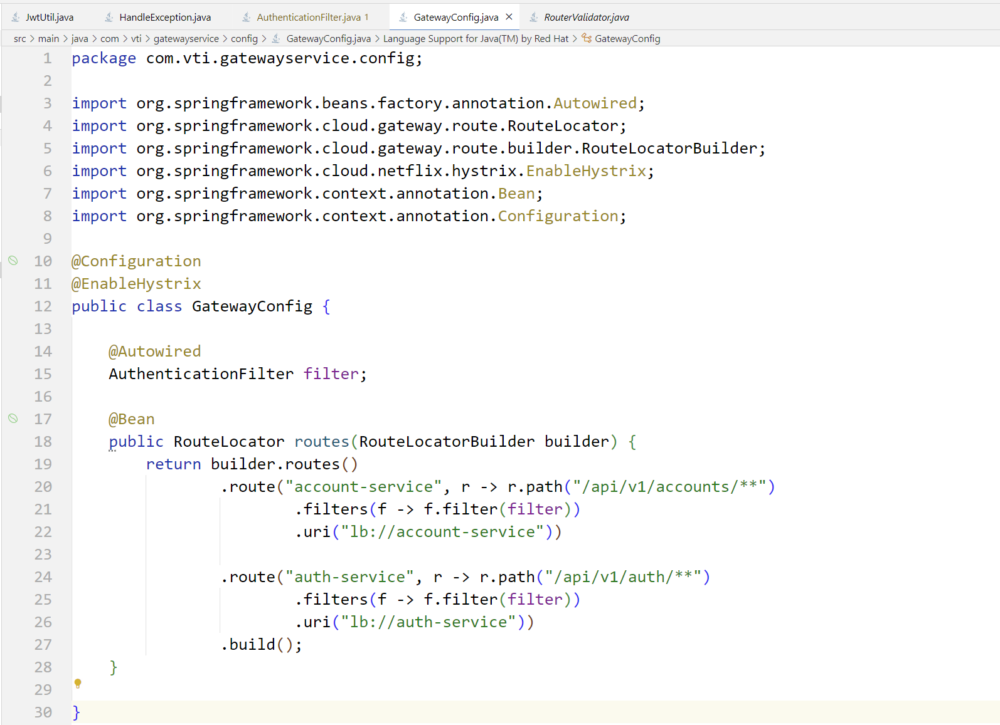 JwtUtil.java HandleException.java AuthenticationFilter.java 1 GatewayConfig.java × RouterValidator.java
src > main > java > com > vti > gatewayservice > config > GatewayConfig.java > Language Support for Java(TM) by Red Hat > GatewayConfig
1 package com.vti.gatewayservice.config;
2
3 import org.springframework.beans.factory.annotation.Autowired;
4 import org.springframework.cloud.gateway.route.RouteLocator;
5 import org.springframework.cloud.gateway.route.builder.RouteLocatorBuilder;
6 import org.springframework.cloud.netflix.hystrix.EnableHystrix;
7 import org.springframework.context.annotation.Bean;
8 import org.springframework.context.annotation.Configuration;
9
10 @Configuration
11 @EnableHystrix
12 public class GatewayConfig {
13
14     @Autowired
15     AuthenticationFilter filter;
16
17     @Bean
18     public RouteLocator routes(RouteLocatorBuilder builder) {
19         return builder.routes()
20                 .route("account-service", r -> r.path("/api/v1/accounts/**")
21                         .filters(f -> f.filter(filter))
22                         .uri("lb://account-service"))
23
24                 .route("auth-service", r -> r.path("/api/v1/auth/**")
25                         .filters(f -> f.filter(filter))
26                         .uri("lb://auth-service"))
27                 .build();
28     }
29
30 }